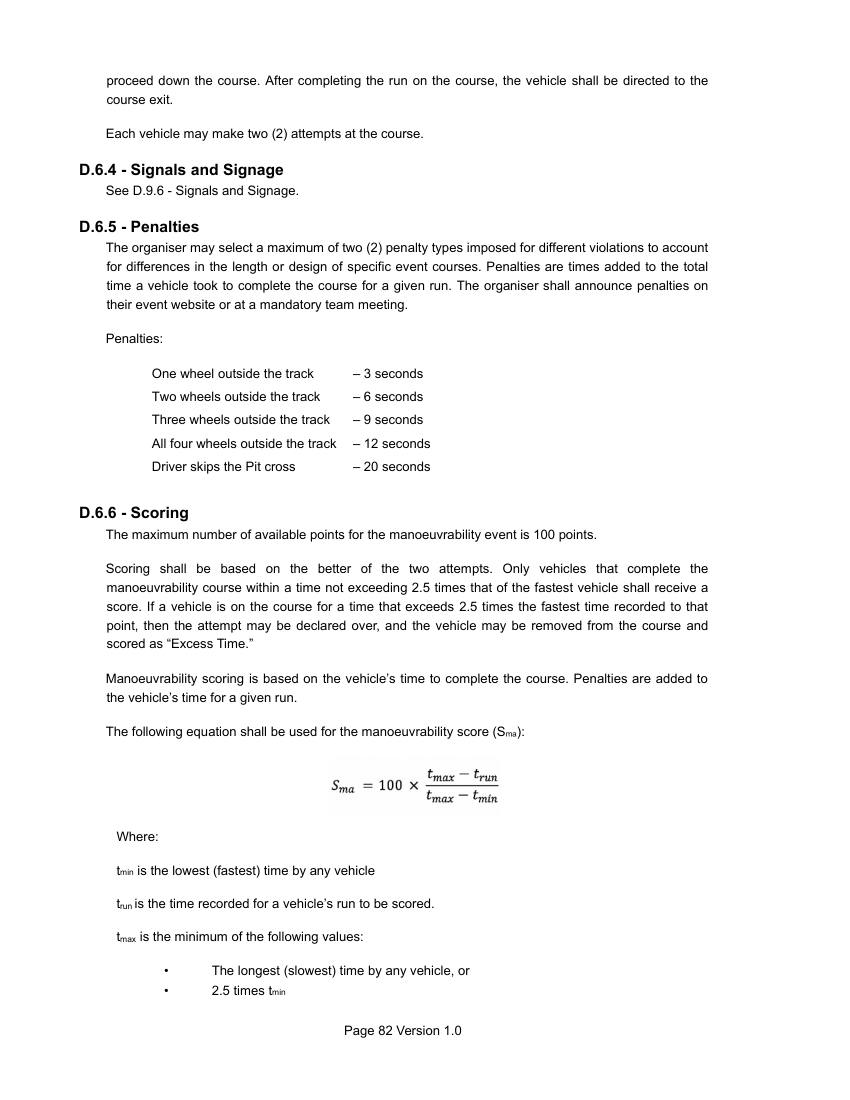 proceed down the course. After completing the run on the course, the vehicle shall be directed to the
course exit.
Each vehicle may make two (2) attempts at the course.
D.6.4 - Signals and Signage
See D.9.6 - Signals and Signage.
D.6.5 - Penalties
The organiser may select a maximum of two (2) penalty types imposed for different violations to account
for differences in the length or design of specific event courses. Penalties are times added to the total
time a vehicle took to complete the course for a given run. The organiser shall announce penalties on
their event website or at a mandatory team meeting.
Penalties:
One wheel outside the track – 3 seconds
Two wheels outside the track – 6 seconds
Three wheels outside the track – 9 seconds
All four wheels outside the track – 12 seconds
Driver skips the Pit cross – 20 seconds
D.6.6 - Scoring
The maximum number of available points for the manoeuvrability event is 100 points.
Scoring shall be based on the better of the two attempts. Only vehicles that complete the
manoeuvrability course within a time not exceeding 2.5 times that of the fastest vehicle shall receive a
score. If a vehicle is on the course for a time that exceeds 2.5 times the fastest time recorded to that
point, then the attempt may be declared over, and the vehicle may be removed from the course and
scored as “Excess Time.”
Manoeuvrability scoring is based on the vehicle’s time to complete the course. Penalties are added to
the vehicle’s time for a given run.
The following equation shall be used for the manoeuvrability score (Sma):
Sma = 100 × (tmax − trun) / (tmax − tmin)
Where:
tmin is the lowest (fastest) time by any vehicle
trun is the time recorded for a vehicle’s run to be scored.
tmax is the minimum of the following values:
• The longest (slowest) time by any vehicle, or
• 2.5 times tmin
Page 82 Version 1.0